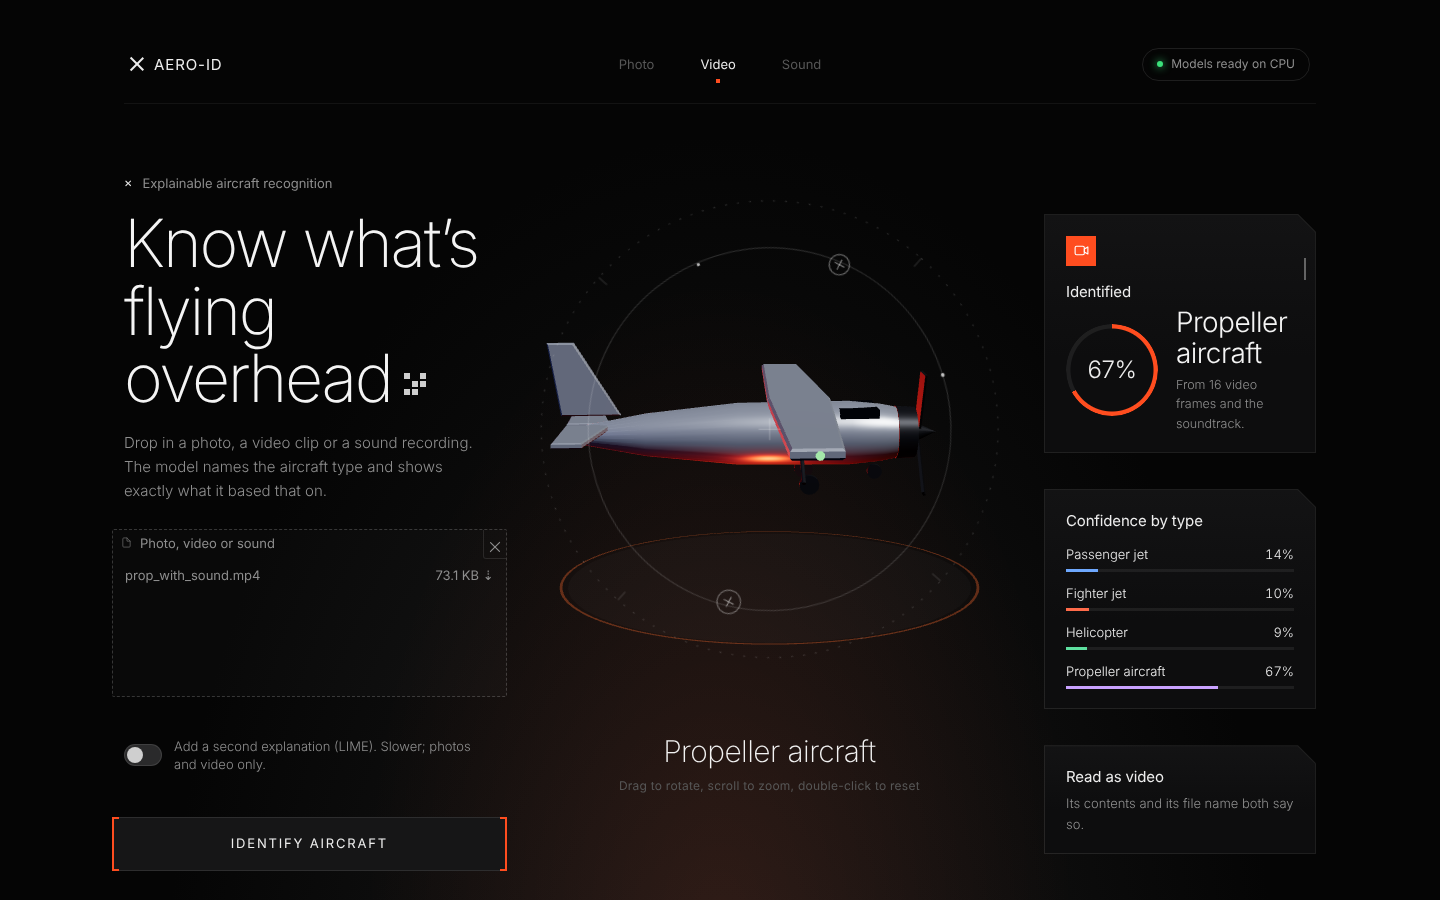 AERO-ID
Photo
Video
Sound
Models ready on CPU
Explainable aircraft recognition
Know what’s
flying
overhead
Drop in a photo, a video clip or a sound recording.
The model names the aircraft type and shows
exactly what it based that on.
Photo, video or sound
prop_with_sound.mp4
73.1 KB ⇣
Add a second explanation (LIME). Slower; photos
and video only.
IDENTIFY AIRCRAFT
Propeller aircraft
Drag to rotate, scroll to zoom, double-click to reset
Identified
67%
Propeller
aircraft
From 16 video
frames and the
soundtrack.
Confidence by type
Passenger jet 14%
Fighter jet 10%
Helicopter 9%
Propeller aircraft 67%
Read as video
Its contents and its file name both say
so.